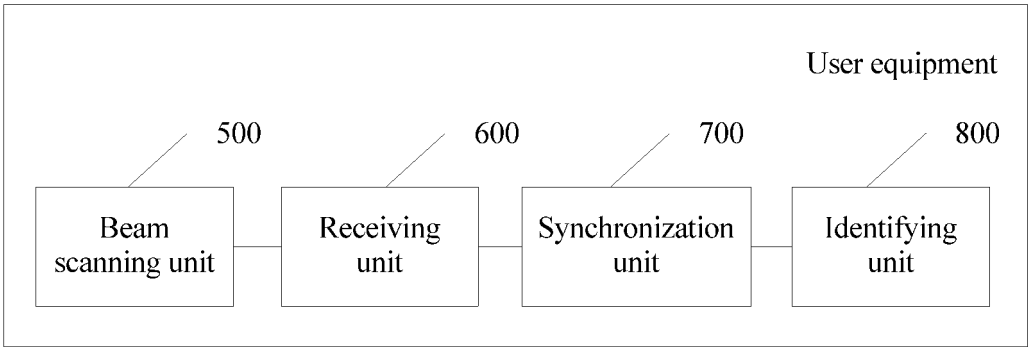 User equipment
500
600
700
800
Beam
scanning unit
Receiving
unit
Synchronization
unit
Identifying
unit